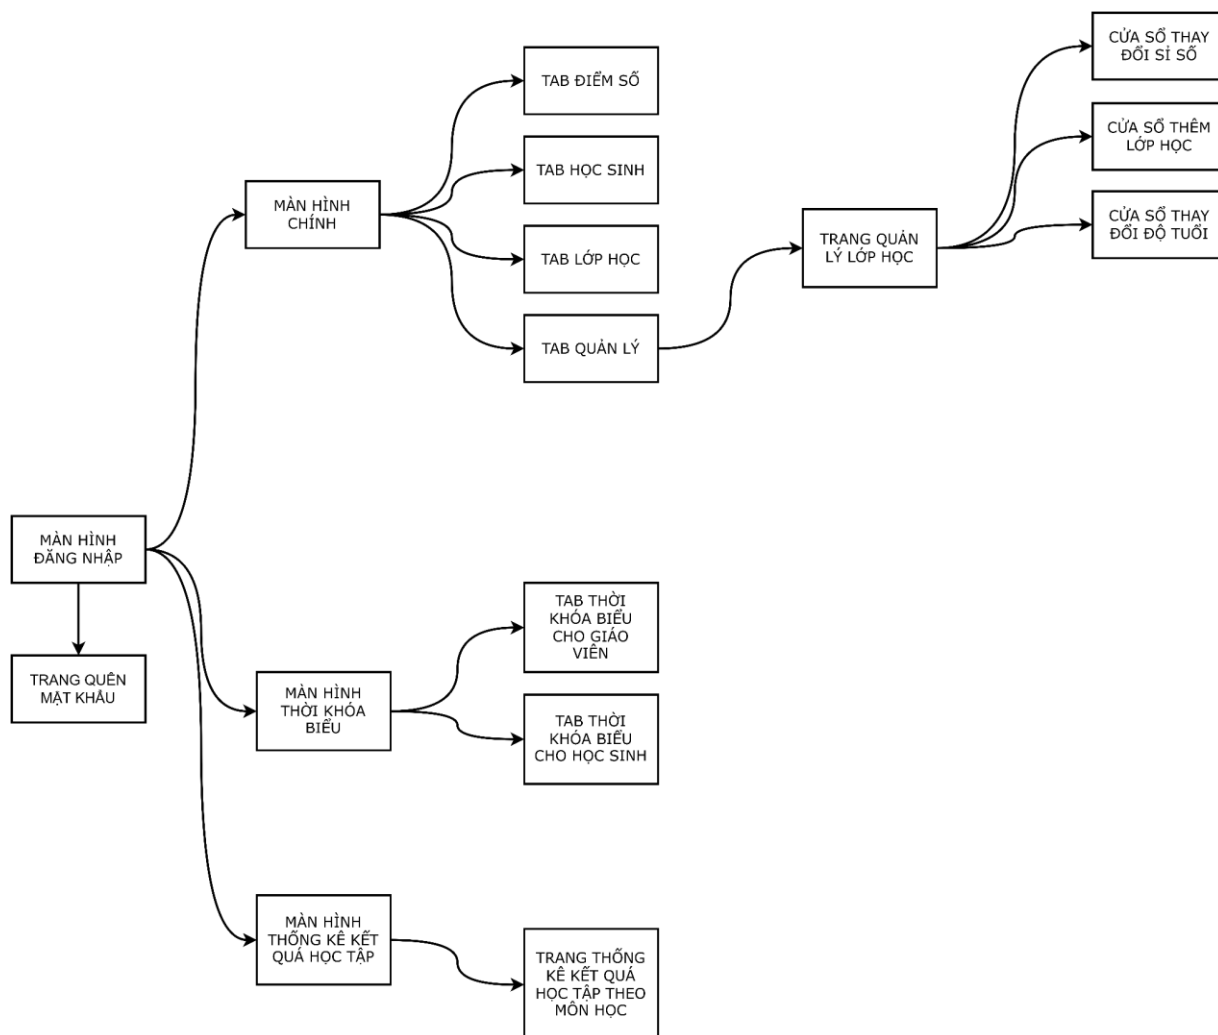 CỬA SỔ THAY
ĐỔI SỈ SỐ
TAB ĐIỂM SỐ
CỬA SỔ THÊM
LỚP HỌC
TAB HỌC SINH
MÀN HÌNH
CHÍNH
CỬA SỔ THAY
ĐỔI ĐỘ TUỔI
TRANG QUẢN
LÝ LỚP HỌC
TAB LỚP HỌC
TAB QUẢN LÝ
MÀN HÌNH
ĐĂNG NHẬP
TAB THỜI
KHÓA BIỂU
CHO GIÁO
VIÊN
TRANG QUÊN
MẬT KHẨU
MÀN HÌNH
THỜI KHÓA
BIỂU
TAB THỜI
KHÓA BIỂU
CHO HỌC SINH
MÀN HÌNH
THỐNG KÊ KẾT
QUẢ HỌC TẬP
TRANG THỐNG
KÊ KẾT QUẢ
HỌC TẬP THEO
MÔN HỌC